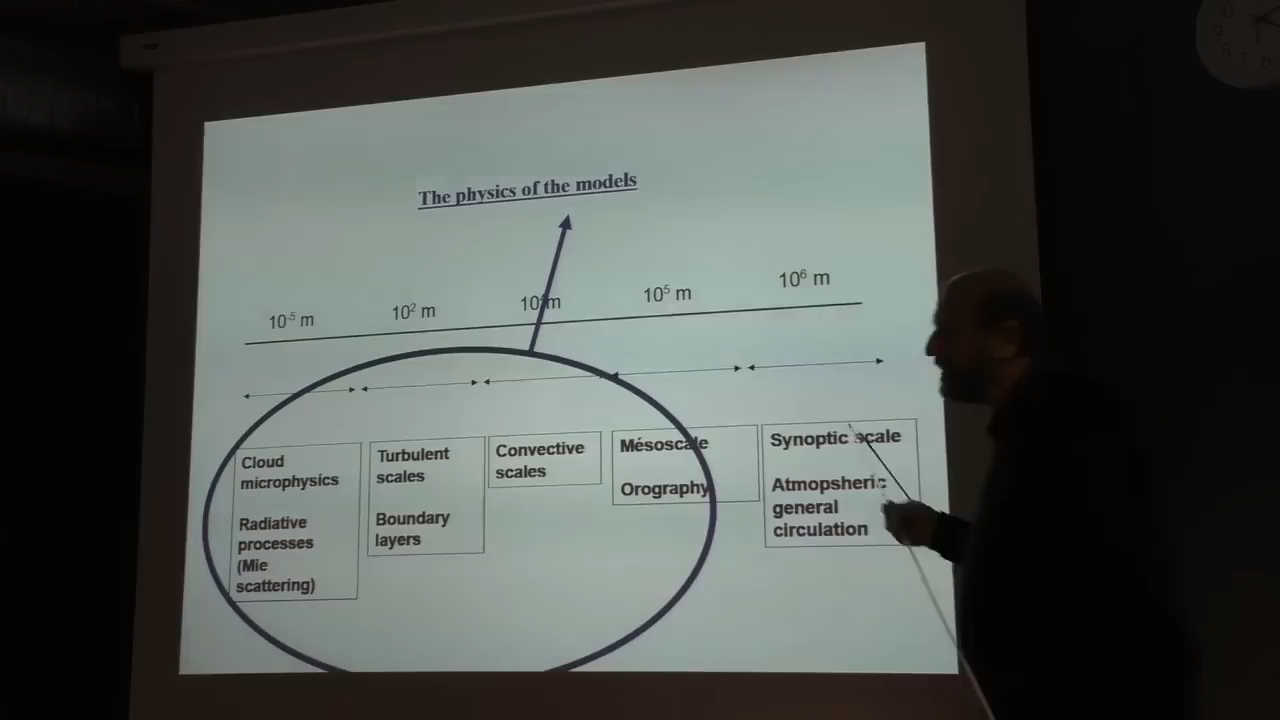 The physics of the models
10⁻⁵ m
10² m
10 m
10⁵ m
10⁶ m
Cloud
microphysics
Radiative
processes
(Mie
scattering)
Turbulent
scales
Boundary
layers
Convective
scales
Mésoscale
Orography
Synoptic scale
Atmopsheric
general
circulation